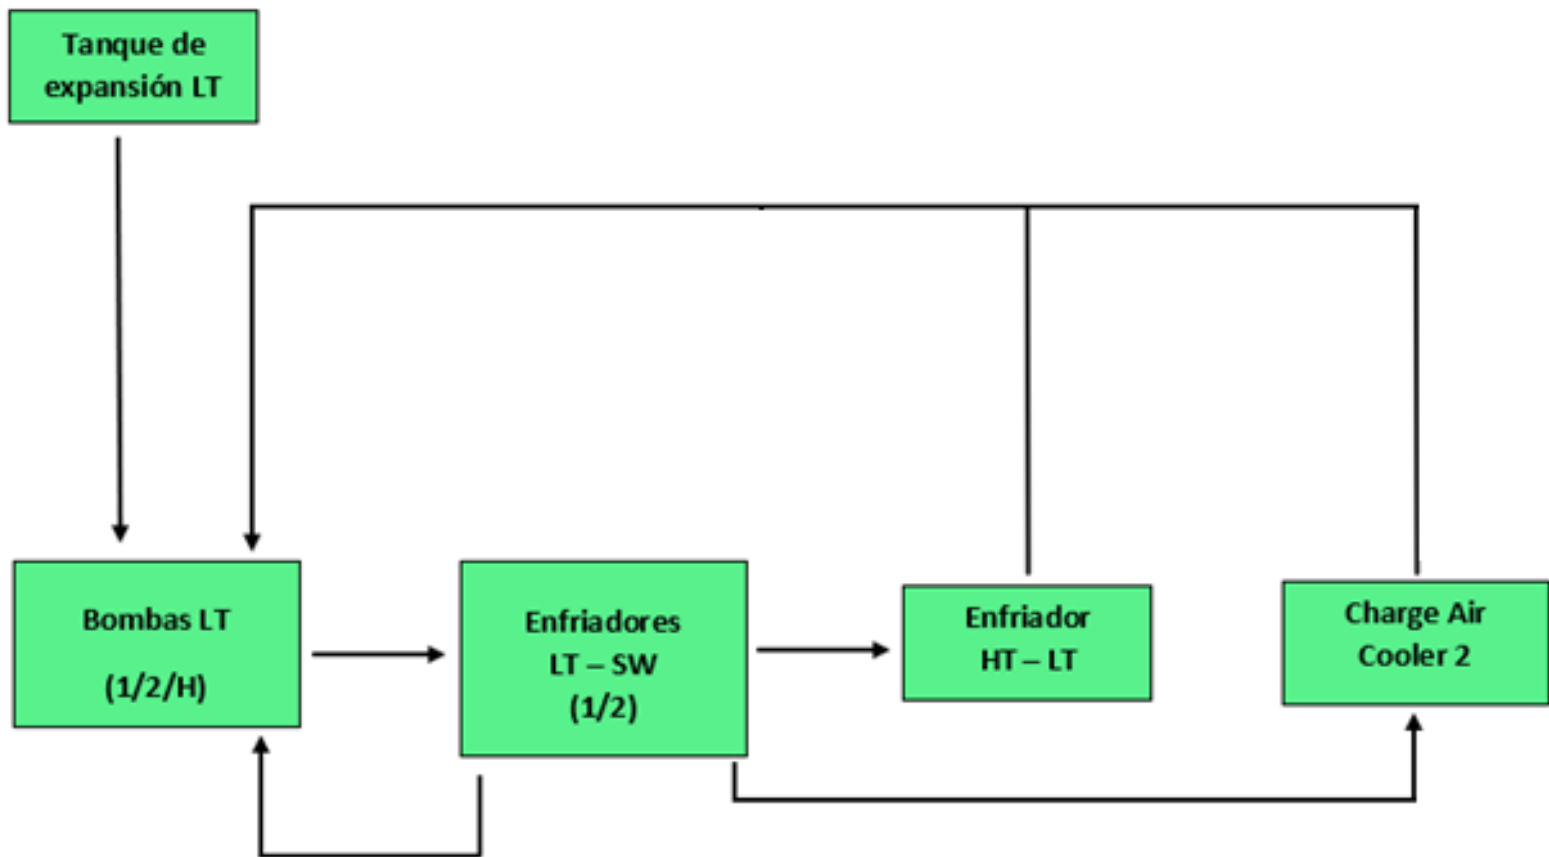 Tanque de
expansión LT
Bombas LT
(1/2/H)
Enfriadores
LT – SW
(1/2)
Enfriador
HT – LT
Charge Air
Cooler 2